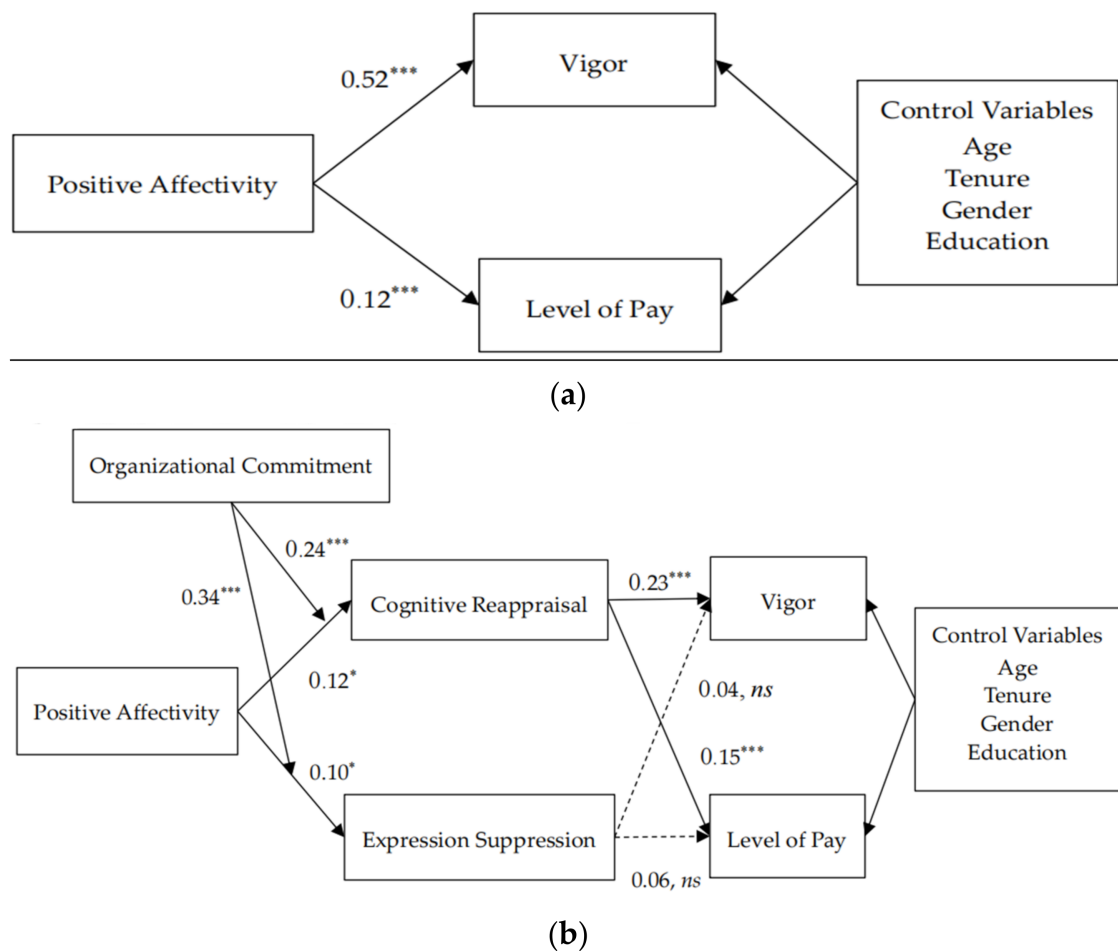 Vigor
0.52***
Control Variables
Age
Tenure
Gender
Education
Positive Affectivity
0.12***
Level of Pay
(a)
Organizational Commitment
0.24***
0.34***
Cognitive Reappraisal
0.23***
Vigor
Control Variables
Age
Tenure
Gender
Education
0.12*
0.04, ns
Positive Affectivity
0.15***
0.10*
Expression Suppression
Level of Pay
0.06, ns
(b)